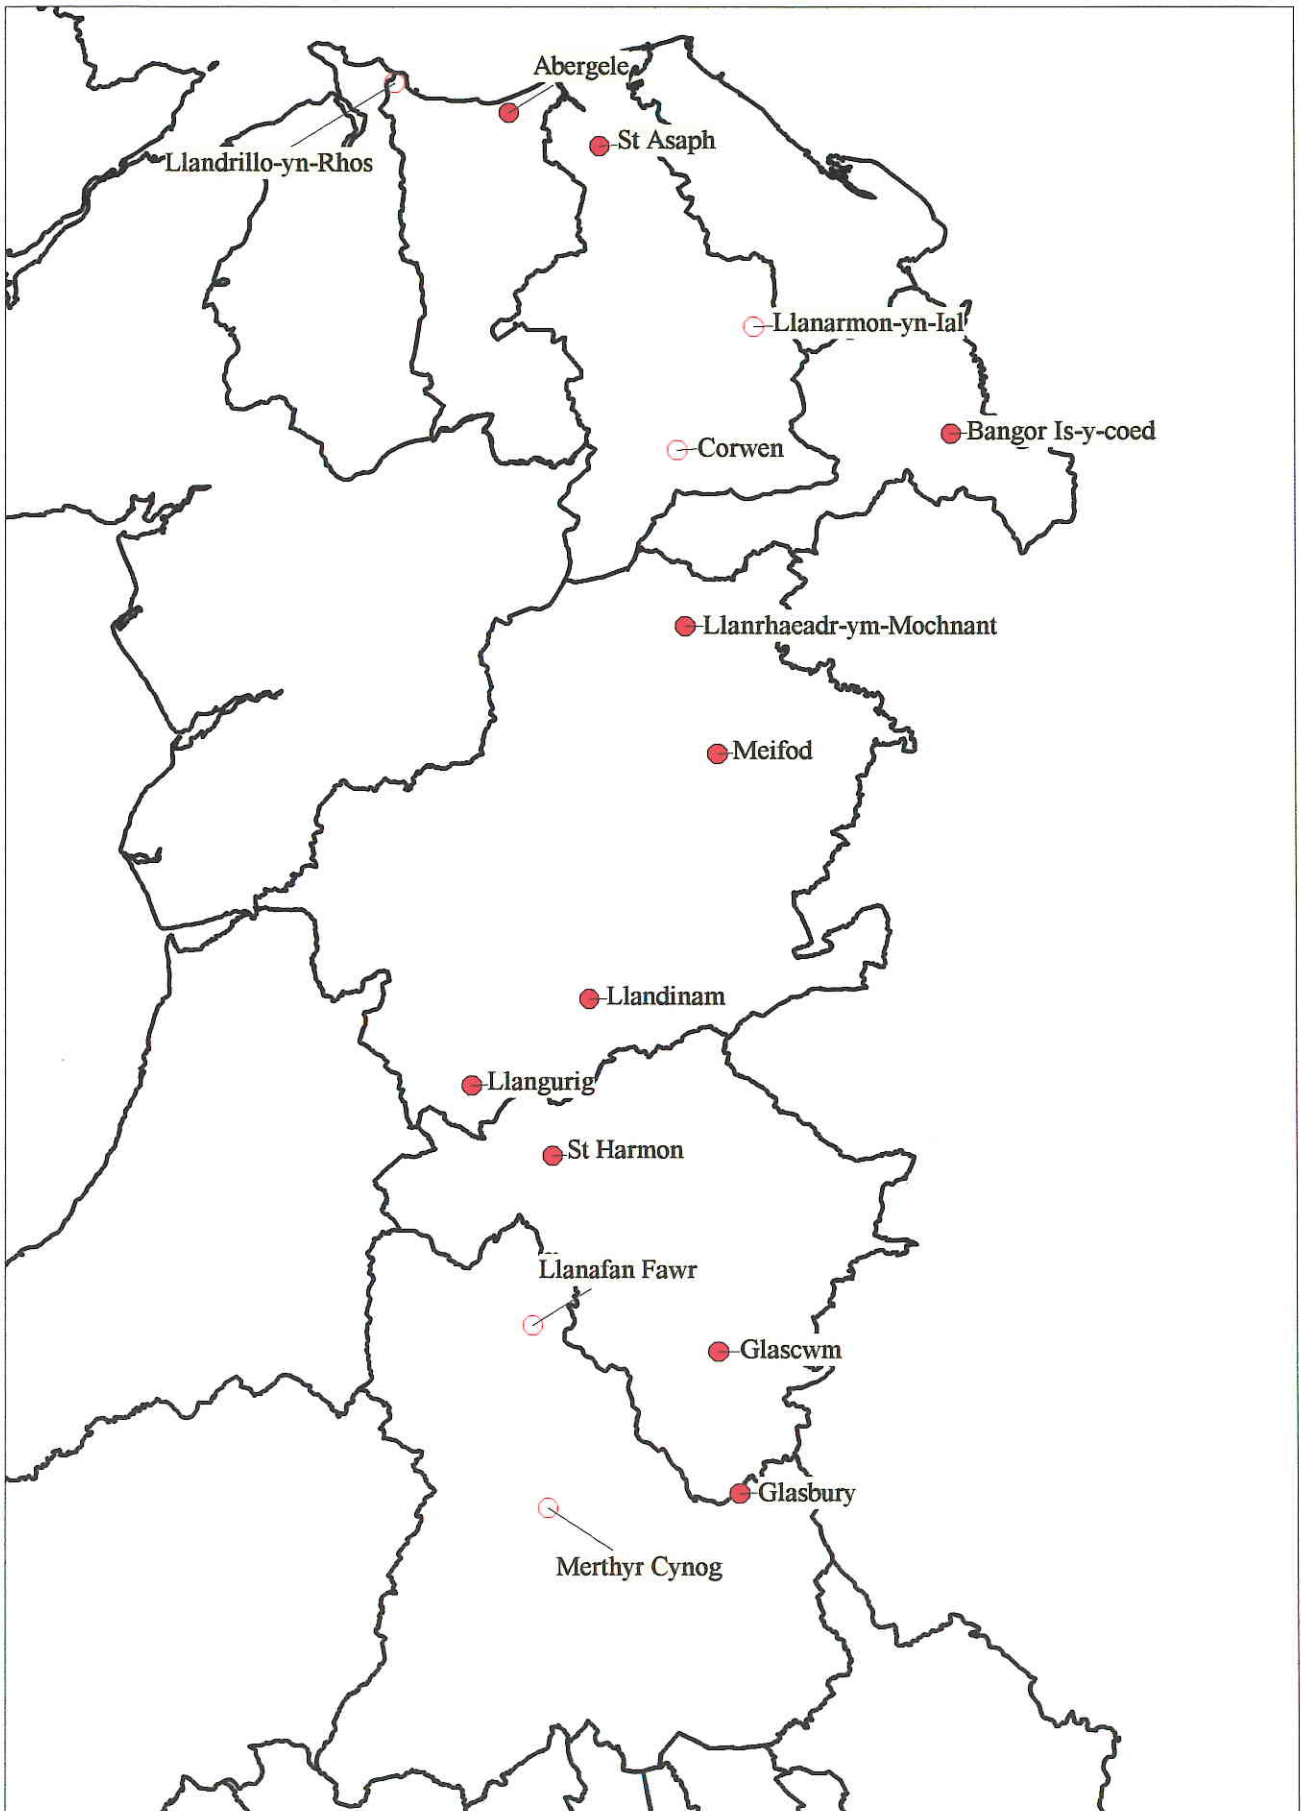 Abergele
St Asaph
Llandrillo-yn-Rhos
Llanarmon-yn-Ial
Bangor Is-y-coed
Corwen
Llanrhaeadr-ym-Mochnant
Meifod
Llandinam
Llangurig
St Harmon
Llanafan Fawr
Glascwm
Glasbury
Merthyr Cynog